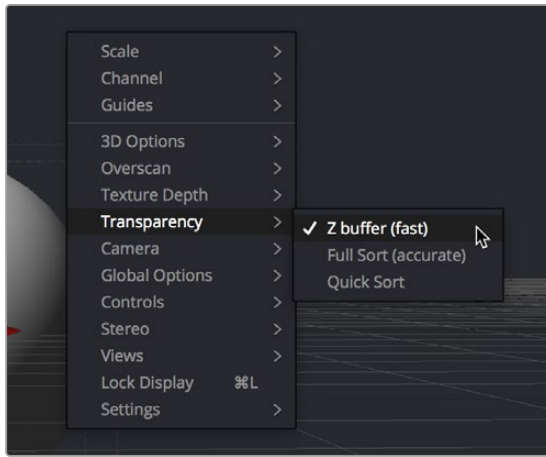 Scale >
Channel >
Guides >
3D Options >
Overscan >
Texture Depth >
Transparency >
✓ Z buffer (fast)
Full Sort (accurate)
Quick Sort
Camera >
Global Options >
Controls >
Stereo >
Views >
Lock Display ⌘L
Settings >